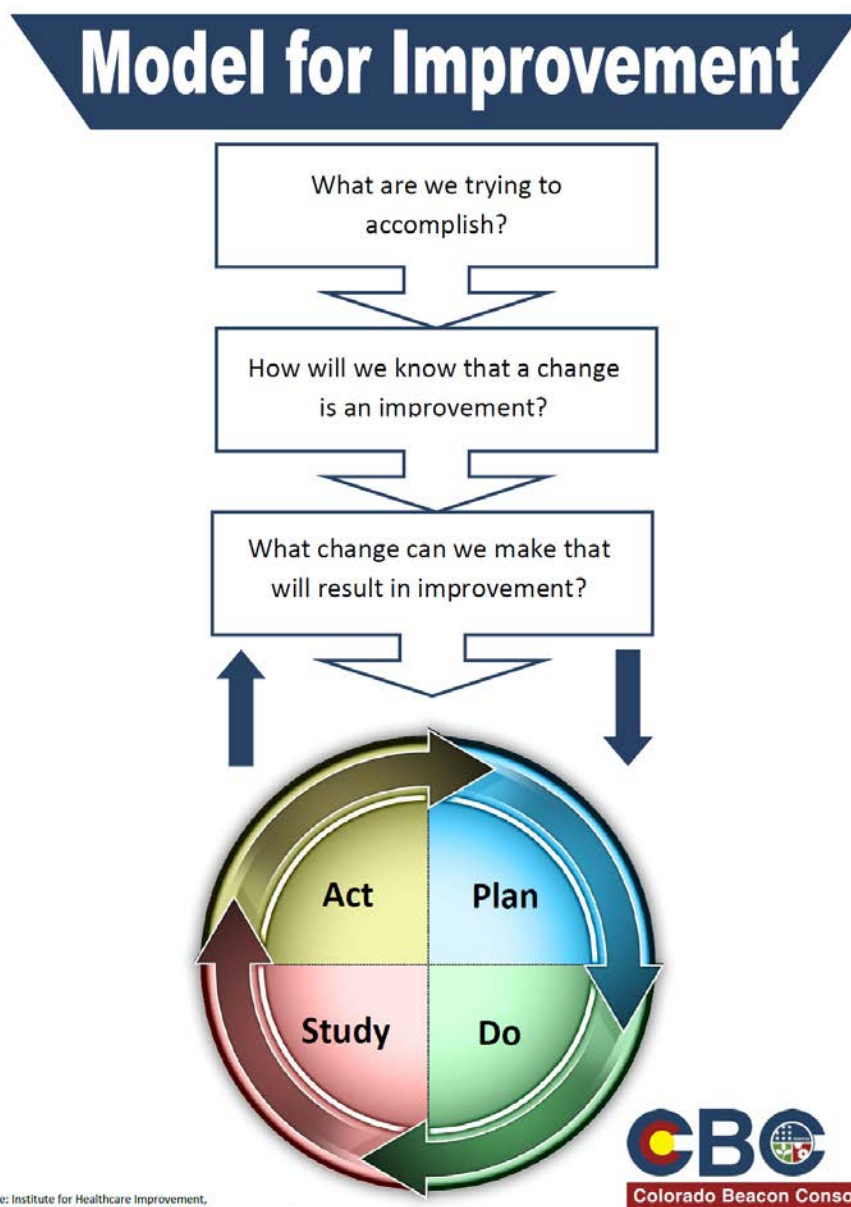 Model for Improvement
What are we trying to
accomplish?
How will we know that a change
is an improvement?
What change can we make that
will result in improvement?
Act
Plan
Study
Do
CBC
Colorado Beacon Conso
e: Institute for Healthcare Improvement,